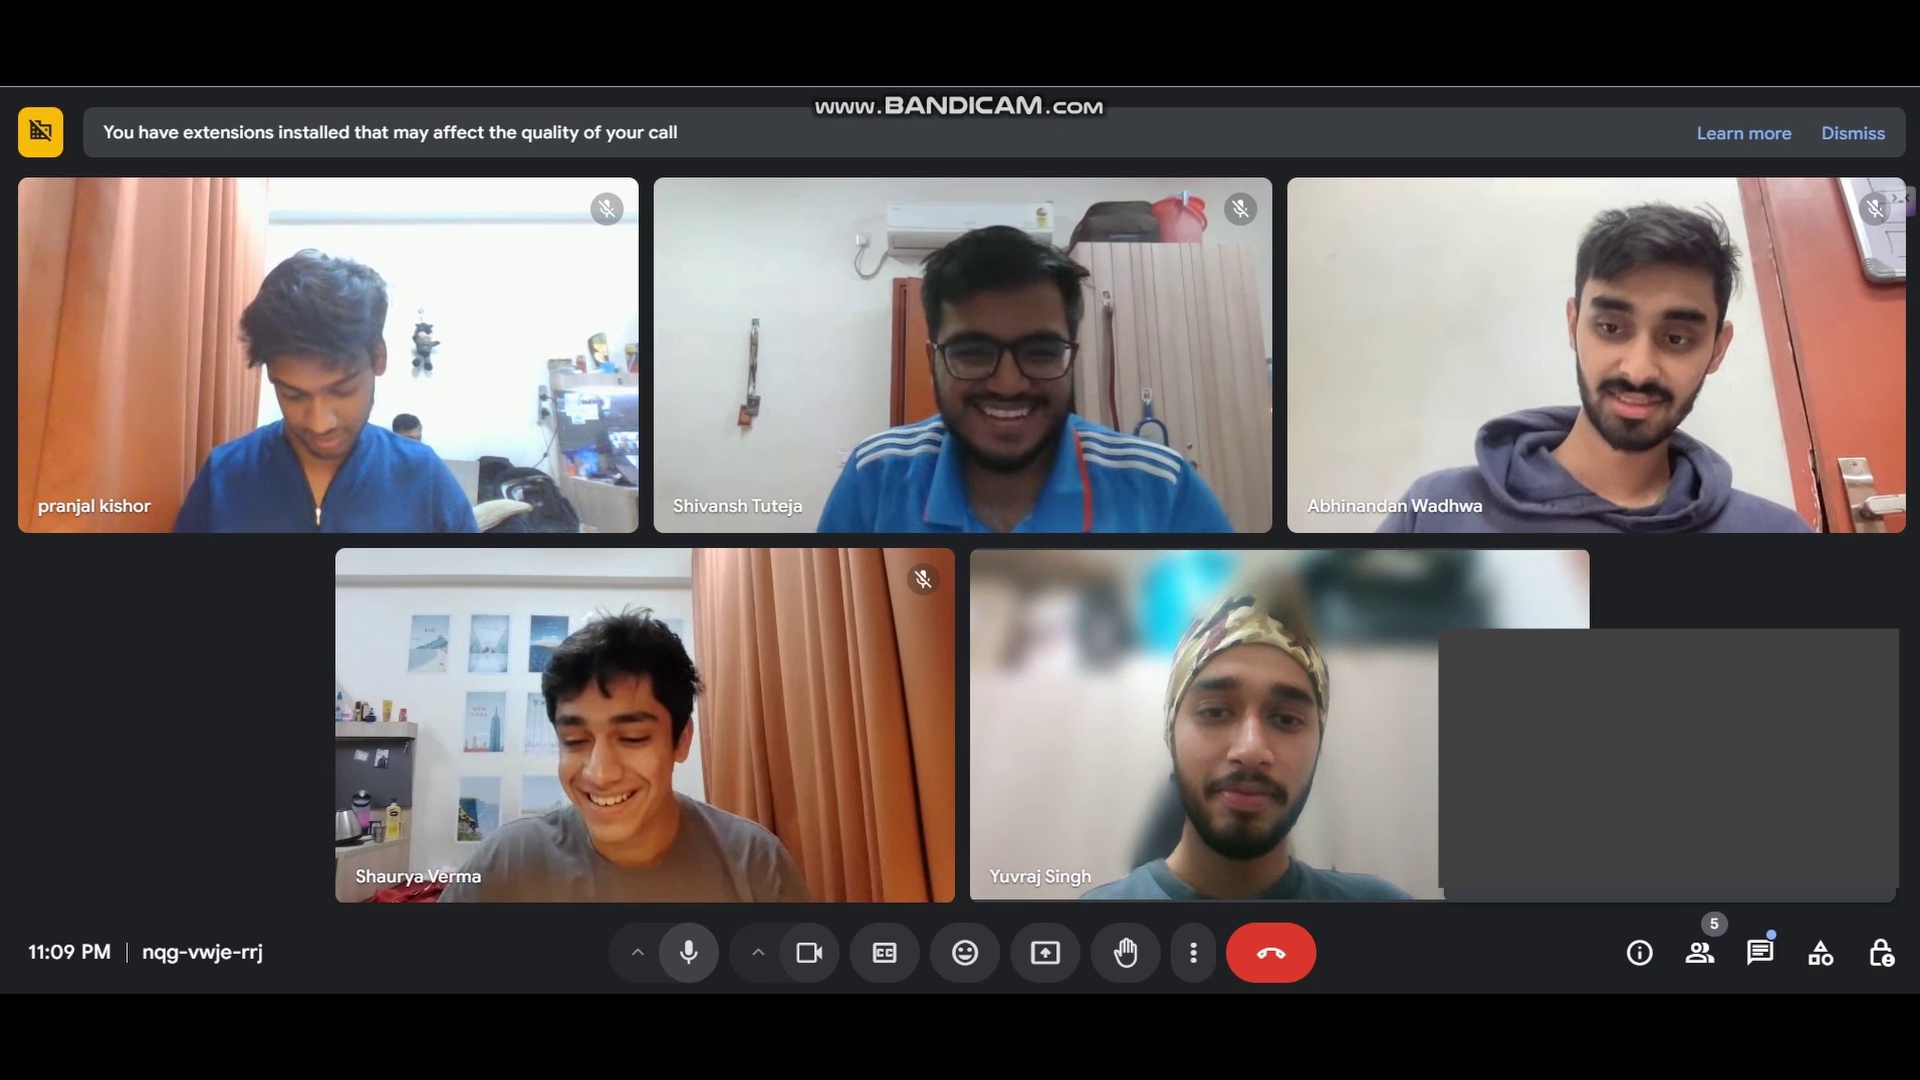 www.BANDICAM.com
You have extensions installed that may affect the quality of your call
Learn more
Dismiss
pranjal kishor
Shivansh Tuteja
Abhinandan Wadhwa
Shaurya Verma
Yuvraj Singh
5
11:09 PM | nqg-vwje-rrj